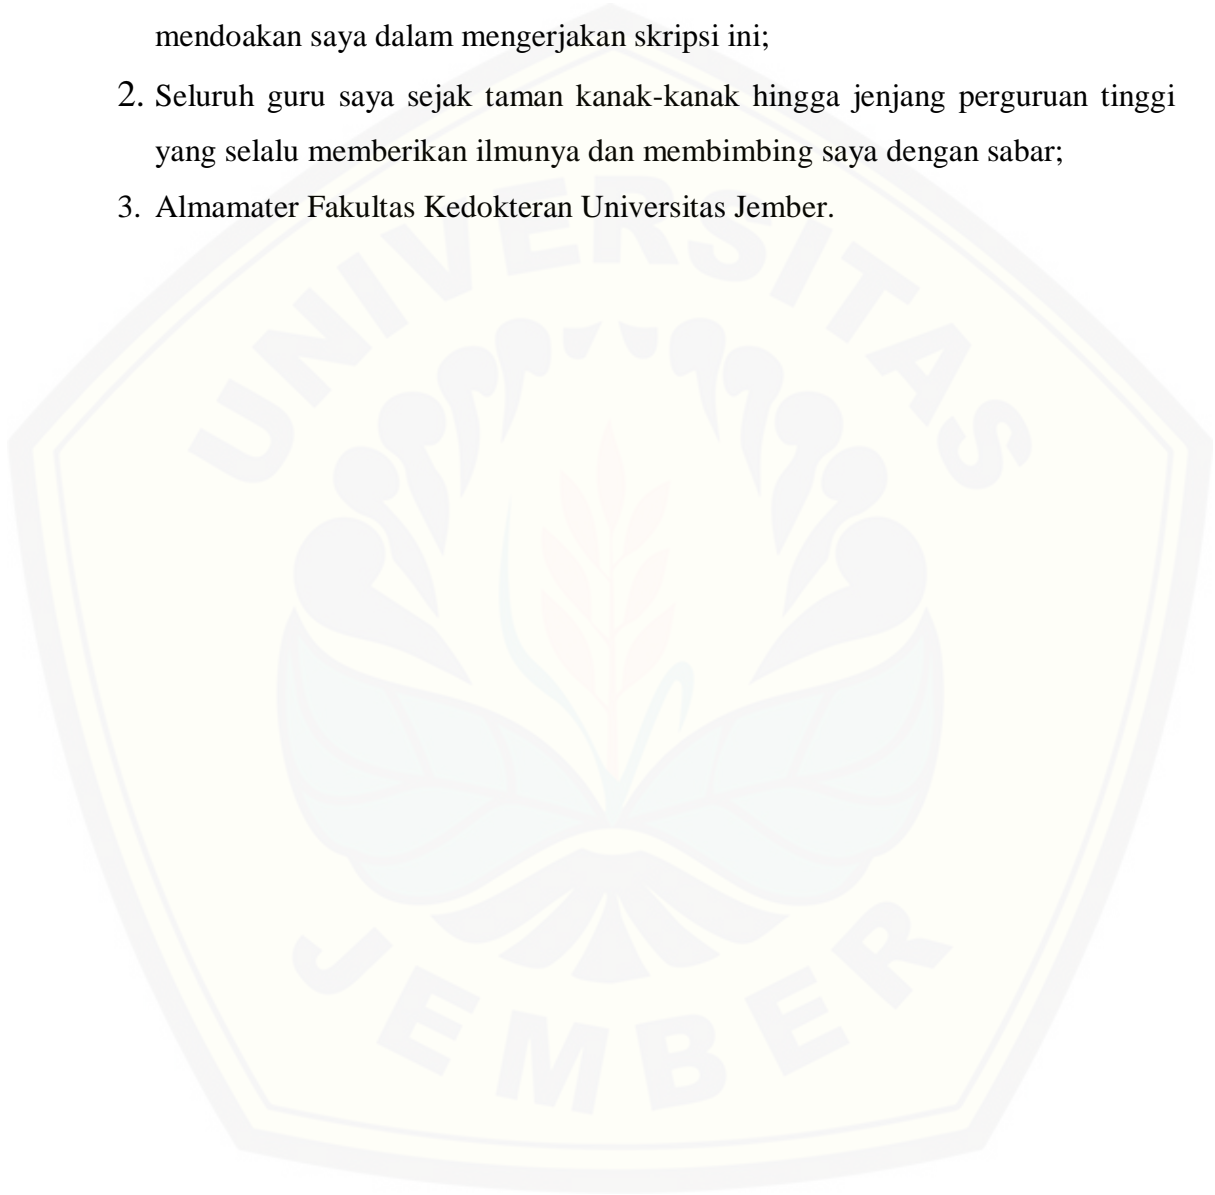 mendoakan saya dalam mengerjakan skripsi ini;
2. Seluruh guru saya sejak taman kanak-kanak hingga jenjang perguruan tinggi
yang selalu memberikan ilmunya dan membimbing saya dengan sabar;
3. Almamater Fakultas Kedokteran Universitas Jember.
UNIVERSITAS
JEMBER